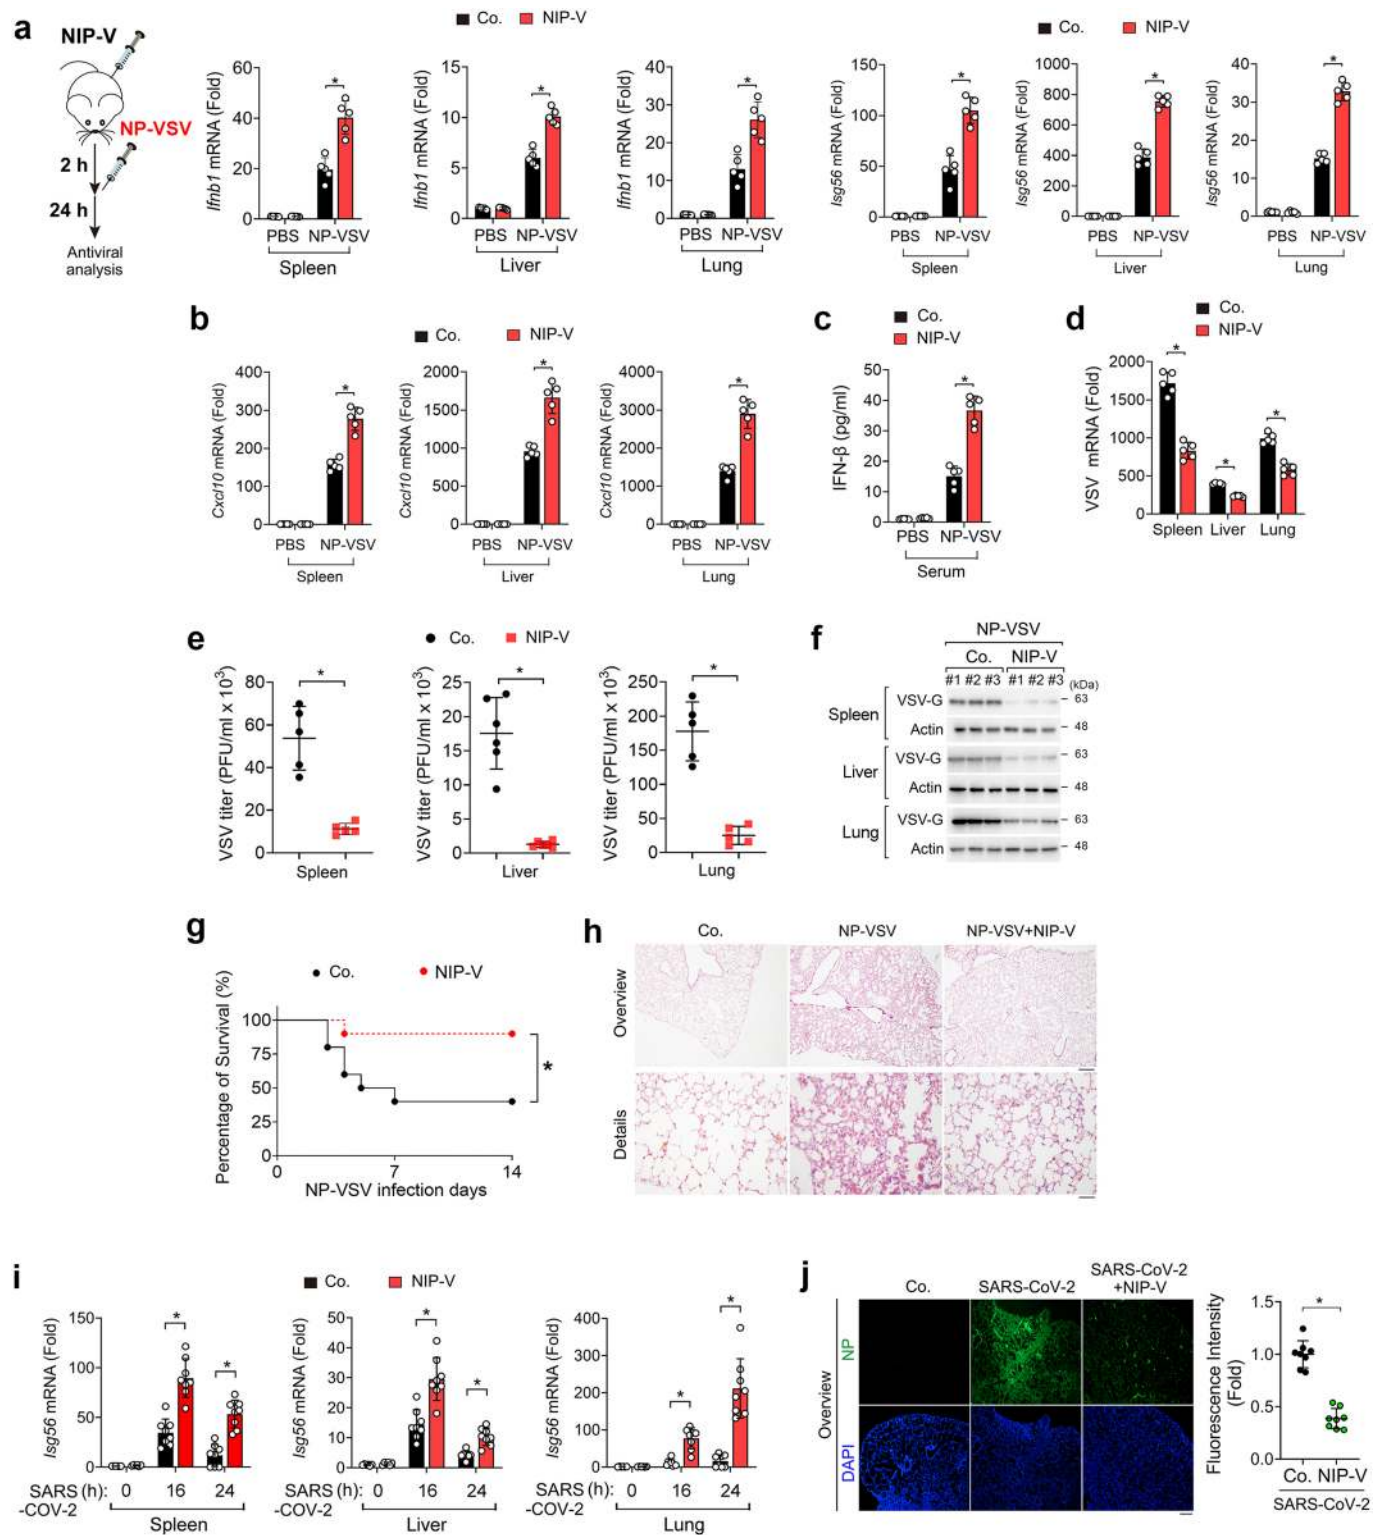 a
NIP-V
NP-VSV
2 h
24 h
Antiviral
analysis
Co. NIP-V
Ifnb1 mRNA (Fold)
60
40
20
0
PBS NP-VSV
Spleen
*
Ifnb1 mRNA (Fold)
15
10
5
0
PBS NP-VSV
Liver
*
Ifnb1 mRNA (Fold)
40
30
20
10
0
PBS NP-VSV
Lung
*
Co. NIP-V
Isg56 mRNA (Fold)
150
100
50
0
PBS NP-VSV
Spleen
*
Isg56 mRNA (Fold)
1000
800
600
400
200
0
PBS NP-VSV
Liver
*
Isg56 mRNA (Fold)
40
30
20
10
0
PBS NP-VSV
Lung
*
b
Co. NIP-V
Cxcl10 mRNA (Fold)
400
300
200
100
0
PBS NP-VSV
Spleen
*
Cxcl10 mRNA (Fold)
2000
1500
1000
500
0
PBS NP-VSV
Liver
*
Cxcl10 mRNA (Fold)
4000
3000
2000
1000
0
PBS NP-VSV
Lung
*
c
Co.
NIP-V
IFN-β (pg/ml)
50
40
30
20
10
0
PBS NP-VSV
Serum
*
d
Co.
NIP-V
VSV mRNA (Fold)
2000
1500
1000
500
0
Spleen Liver Lung
* * *
e
Co. NIP-V
VSV titer (PFU/ml x 10³)
80
60
40
20
0
Spleen
*
VSV titer (PFU/ml x 10³)
25
20
15
10
5
0
Liver
*
VSV titer (PFU/ml x 10³)
250
200
150
100
50
0
Lung
*
f
NP-VSV
Co. NIP-V
#1 #2 #3 #1 #2 #3 (kDa)
Spleen
VSV-G 63
Actin 48
Liver
VSV-G 63
Actin 48
Lung
VSV-G 63
Actin 48
g
Co. NIP-V
Percentage of Survival (%)
100
75
50
25
0
0 7 14
NP-VSV infection days
*
h
Co. NP-VSV NP-VSV+NIP-V
Overview
Details
i
Co. NIP-V
Isg56 mRNA (Fold)
150
100
50
0
SARS (h): 0 16 24
-COV-2
Spleen
* *
Isg56 mRNA (Fold)
50
40
30
20
10
0
SARS (h): 0 16 24
-COV-2
Liver
* *
Isg56 mRNA (Fold)
400
300
200
100
0
SARS (h): 0 16 24
-COV-2
Lung
* *
j
Co. SARS-CoV-2 SARS-CoV-2
+NIP-V
Overview
NP
DAPI
Fluorescence Intensity
(Fold)
1.5
1.0
0.5
0.0
*
Co. NIP-V
SARS-CoV-2